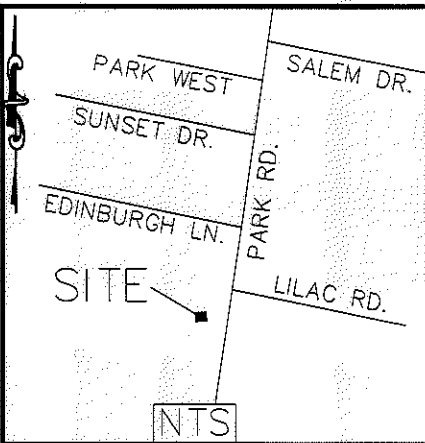 PARK WEST
SALEM DR.
SUNSET DR.
PARK RD.
EDINBURGH LN.
SITE
LILAC RD.
NTS